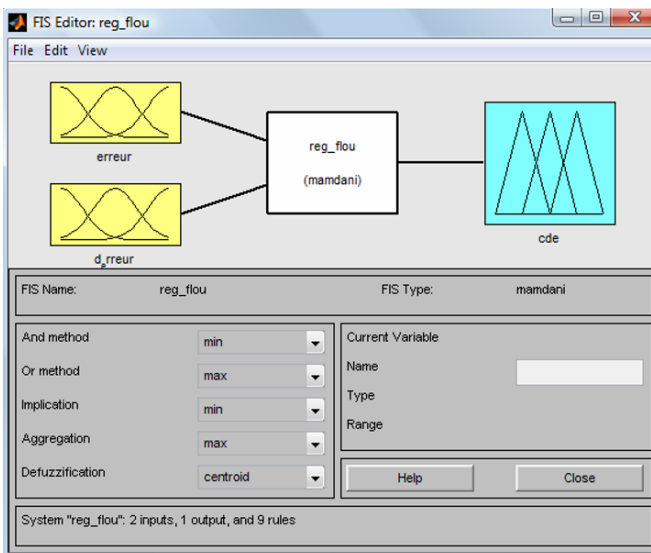 FIS Editor: reg_flou
File Edit View
erreur
reg_flou
(mamdani)
cde
dₑrreur
FIS Name: reg_flou FIS Type: mamdani
And method min
Or method max
Implication min
Aggregation max
Defuzzification centroid
Current Variable
Name
Type
Range
Help Close
System "reg_flou": 2 inputs, 1 output, and 9 rules